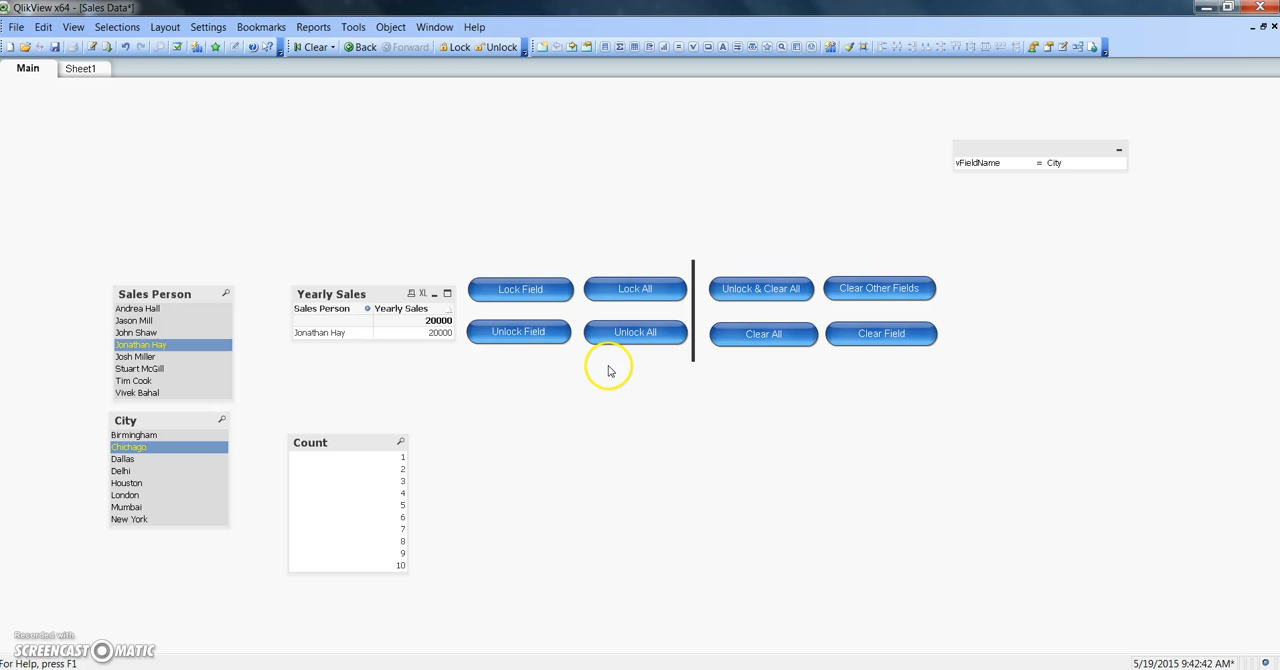 QlikView x64 - [Sales Data*]
File Edit View Selections Layout Settings Bookmarks Reports Tools Object Window Help
Clear Back Forward Lock Unlock
Main Sheet1
vFieldName = City
Sales Person
Andrea Hall
Jason Mill
John Shaw
Jonathan Hay
Josh Miller
Stuart McGill
Tim Cook
Vivek Bahal
Yearly Sales XL
Sales Person Yearly Sales
20000
Jonathan Hay 20000
Lock Field Lock All Unlock & Clear All Clear Other Fields
Unlock Field Unlock All Clear All Clear Field
City
Birmingham
Chichago
Dallas
Delhi
Houston
London
Mumbai
New York
Count
1
2
3
4
5
6
7
8
9
10
Recorded with
SCREENCAST MATIC
For Help, press F1 5/19/2015 9:42:42 AM*